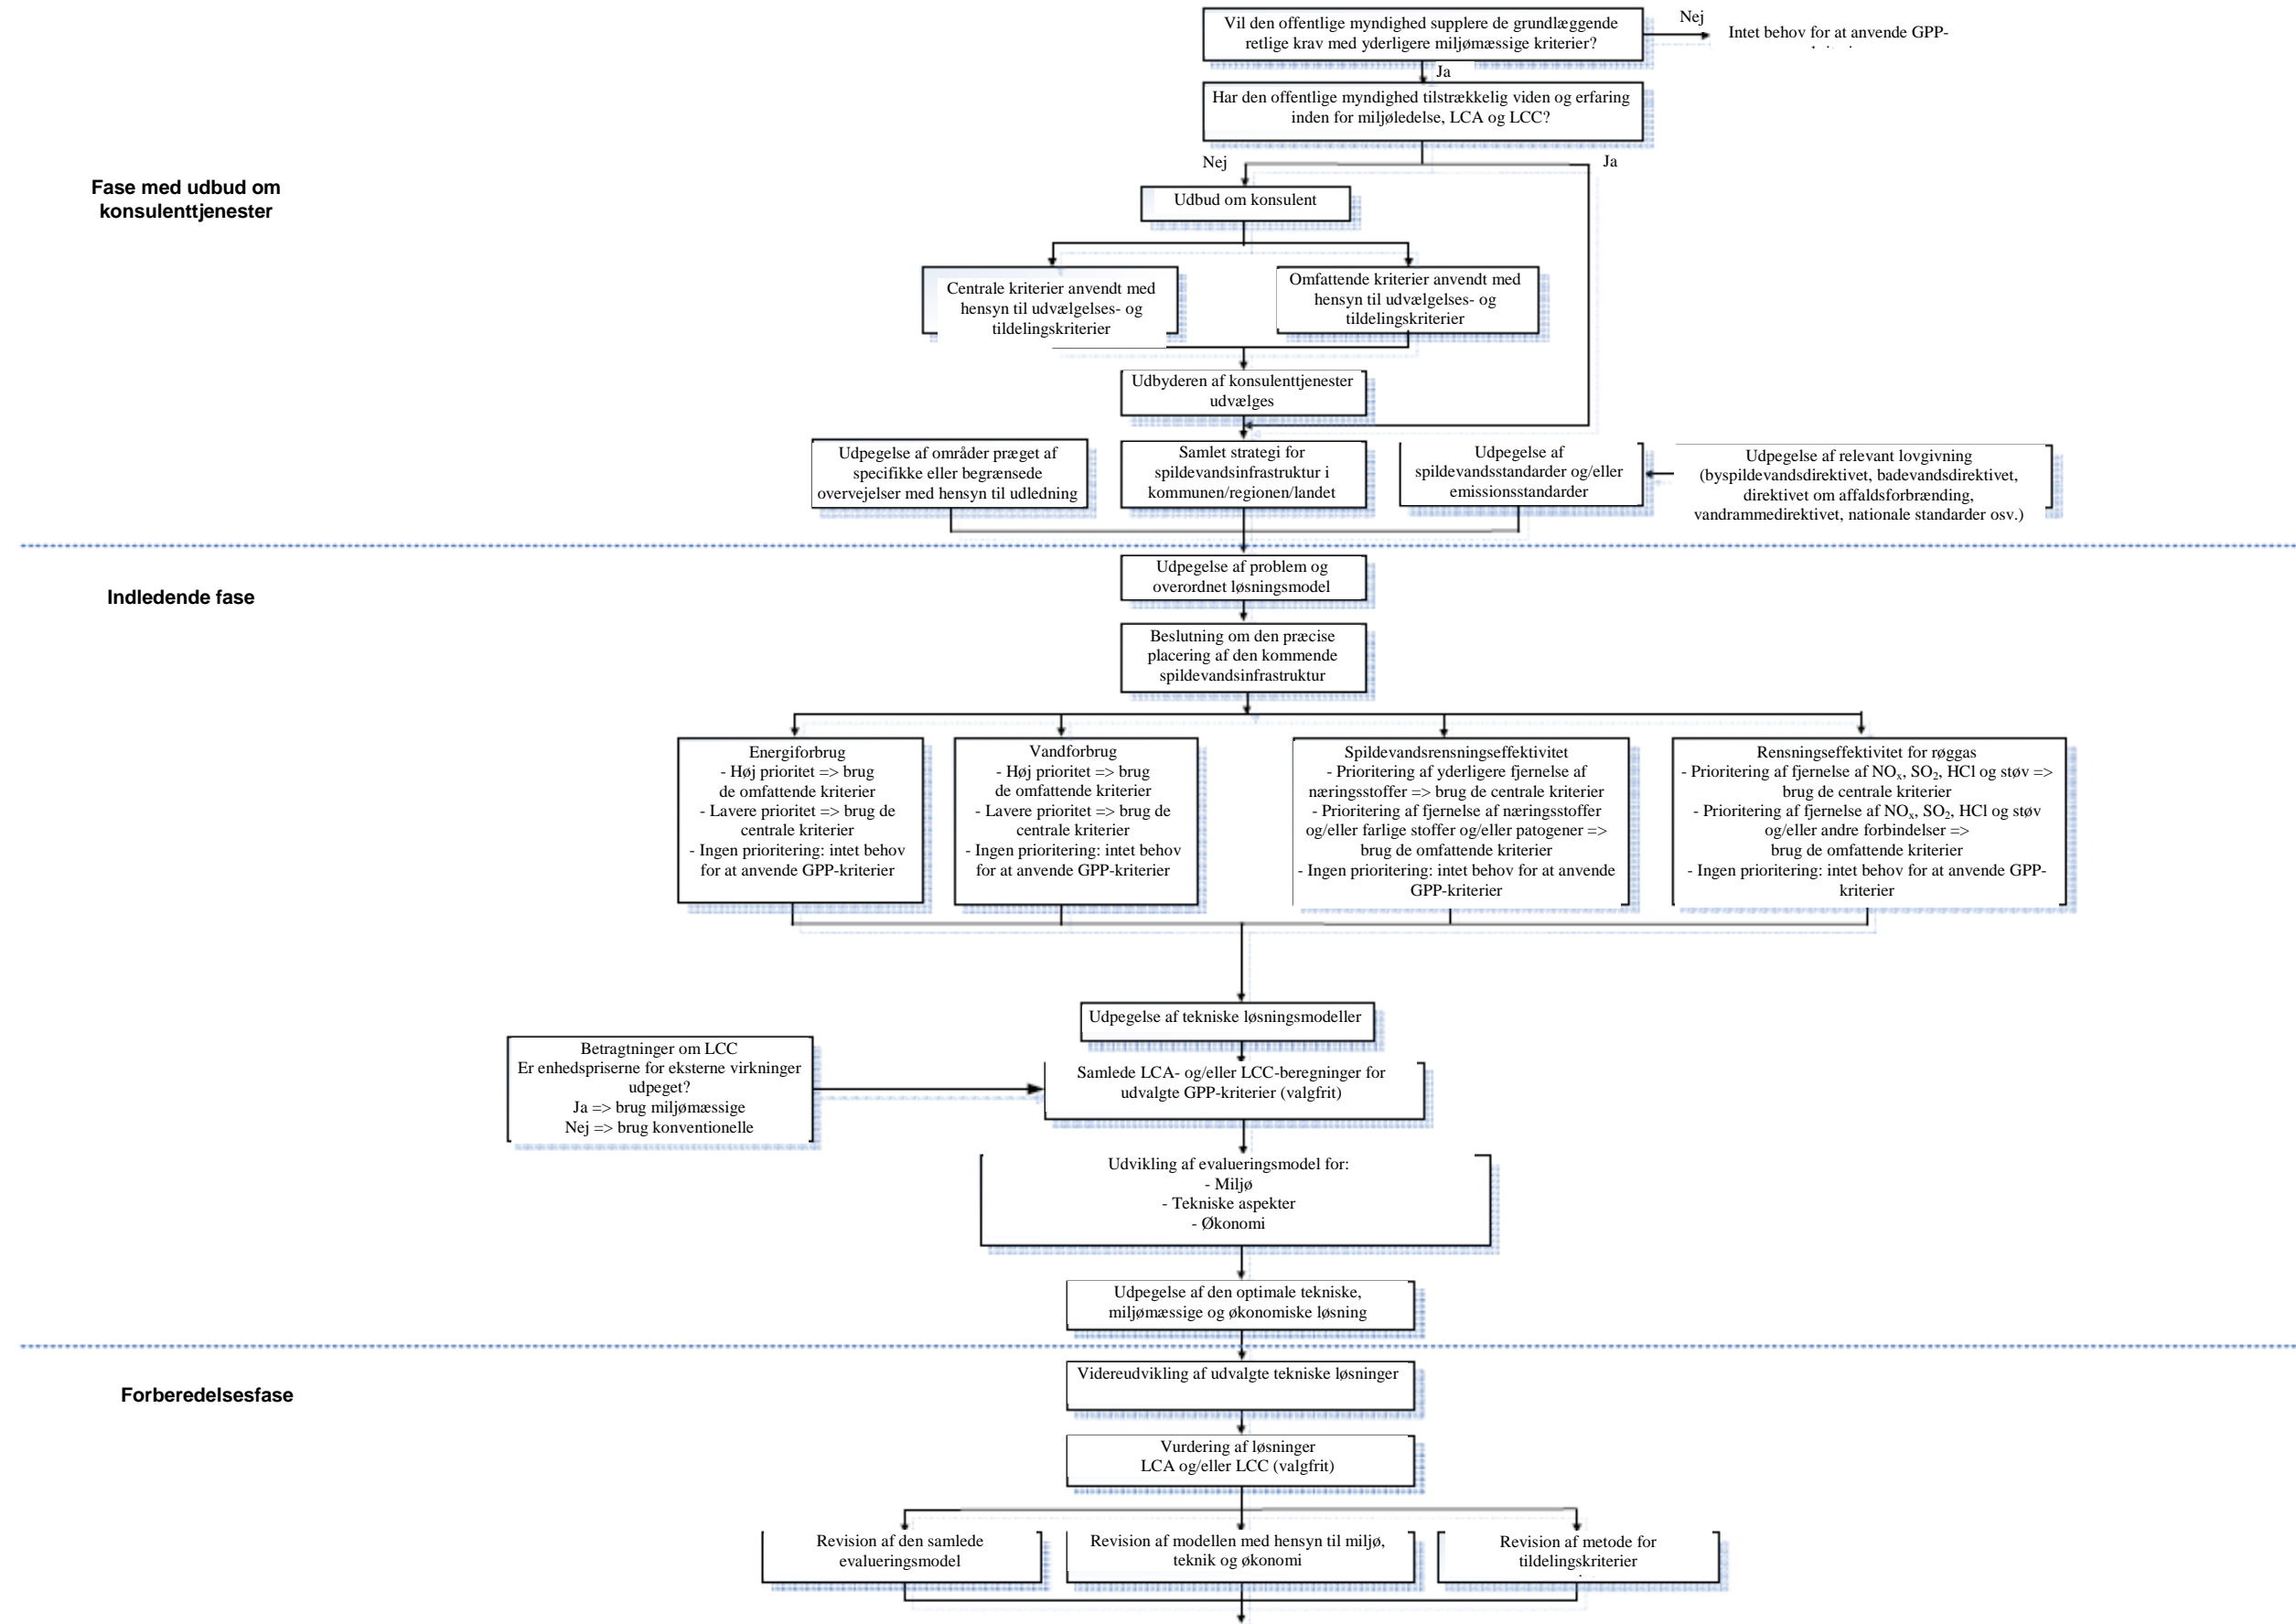 Vil den offentlige myndighed supplere de grundlæggende
retlige krav med yderligere miljømæssige kriterier?
Nej
Intet behov for at anvende GPP-
Ja
Har den offentlige myndighed tilstrækkelig viden og erfaring
inden for miljøledelse, LCA og LCC?
Nej
Ja
Fase med udbud om
konsulenttjenester
Udbud om konsulent
Centrale kriterier anvendt med
hensyn til udvælgelses- og
tildelingskriterier
Omfattende kriterier anvendt med
hensyn til udvælgelses- og
tildelingskriterier
Udbyderen af konsulenttjenester
udvælges
Udpegelse af områder præget af
specifikke eller begrænsede
overvejelser med hensyn til udledning
Samlet strategi for
spildevandsinfrastruktur i
kommunen/regionen/landet
Udpegelse af
spildevandsstandarder og/eller
emissionsstandarder
Udpegelse af relevant lovgivning
(byspildevandsdirektivet, badevandsdirektivet,
direktivet om affaldsforbrænding,
vandrammedirektivet, nationale standarder osv.)
Indledende fase
Udpegelse af problem og
overordnet løsningsmodel
Beslutning om den præcise
placering af den kommende
spildevandsinfrastruktur
Energiforbrug
- Høj prioritet => brug
de omfattende kriterier
- Lavere prioritet => brug de
centrale kriterier
- Ingen prioritering: intet behov
for at anvende GPP-kriterier
Vandforbrug
- Høj prioritet => brug
de omfattende kriterier
- Lavere prioritet => brug de
centrale kriterier
- Ingen prioritering: intet behov
for at anvende GPP-kriterier
Spildevandsrensningseffektivitet
- Prioritering af yderligere fjernelse af
næringsstoffer => brug de centrale kriterier
- Prioritering af fjernelse af næringsstoffer
og/eller farlige stoffer og/eller patogener =>
brug de omfattende kriterier
- Ingen prioritering: intet behov for at anvende
GPP-kriterier
Rensningseffektivitet for røggas
- Prioritering af fjernelse af NOₓ, SO₂, HCl og støv =>
brug de centrale kriterier
- Prioritering af fjernelse af NOₓ, SO₂, HCl og støv
og/eller andre forbindelser =>
brug de omfattende kriterier
- Ingen prioritering: intet behov for at anvende GPP-
kriterier
Udpegelse af tekniske løsningsmodeller
Betragtninger om LCC
Er enhedspriserne for eksterne virkninger
udpeget?
Ja => brug miljømæssige
Nej => brug konventionelle
Samlede LCA- og/eller LCC-beregninger for
udvalgte GPP-kriterier (valgfrit)
Udvikling af evalueringsmodel for:
- Miljø
- Tekniske aspekter
- Økonomi
Udpegelse af den optimale tekniske,
miljømæssige og økonomiske løsning
Forberedelsesfase
Videreudvikling af udvalgte tekniske løsninger
Vurdering af løsninger
LCA og/eller LCC (valgfrit)
Revision af den samlede
evalueringsmodel
Revision af modellen med hensyn til miljø,
teknik og økonomi
Revision af metode for
tildelingskriterier